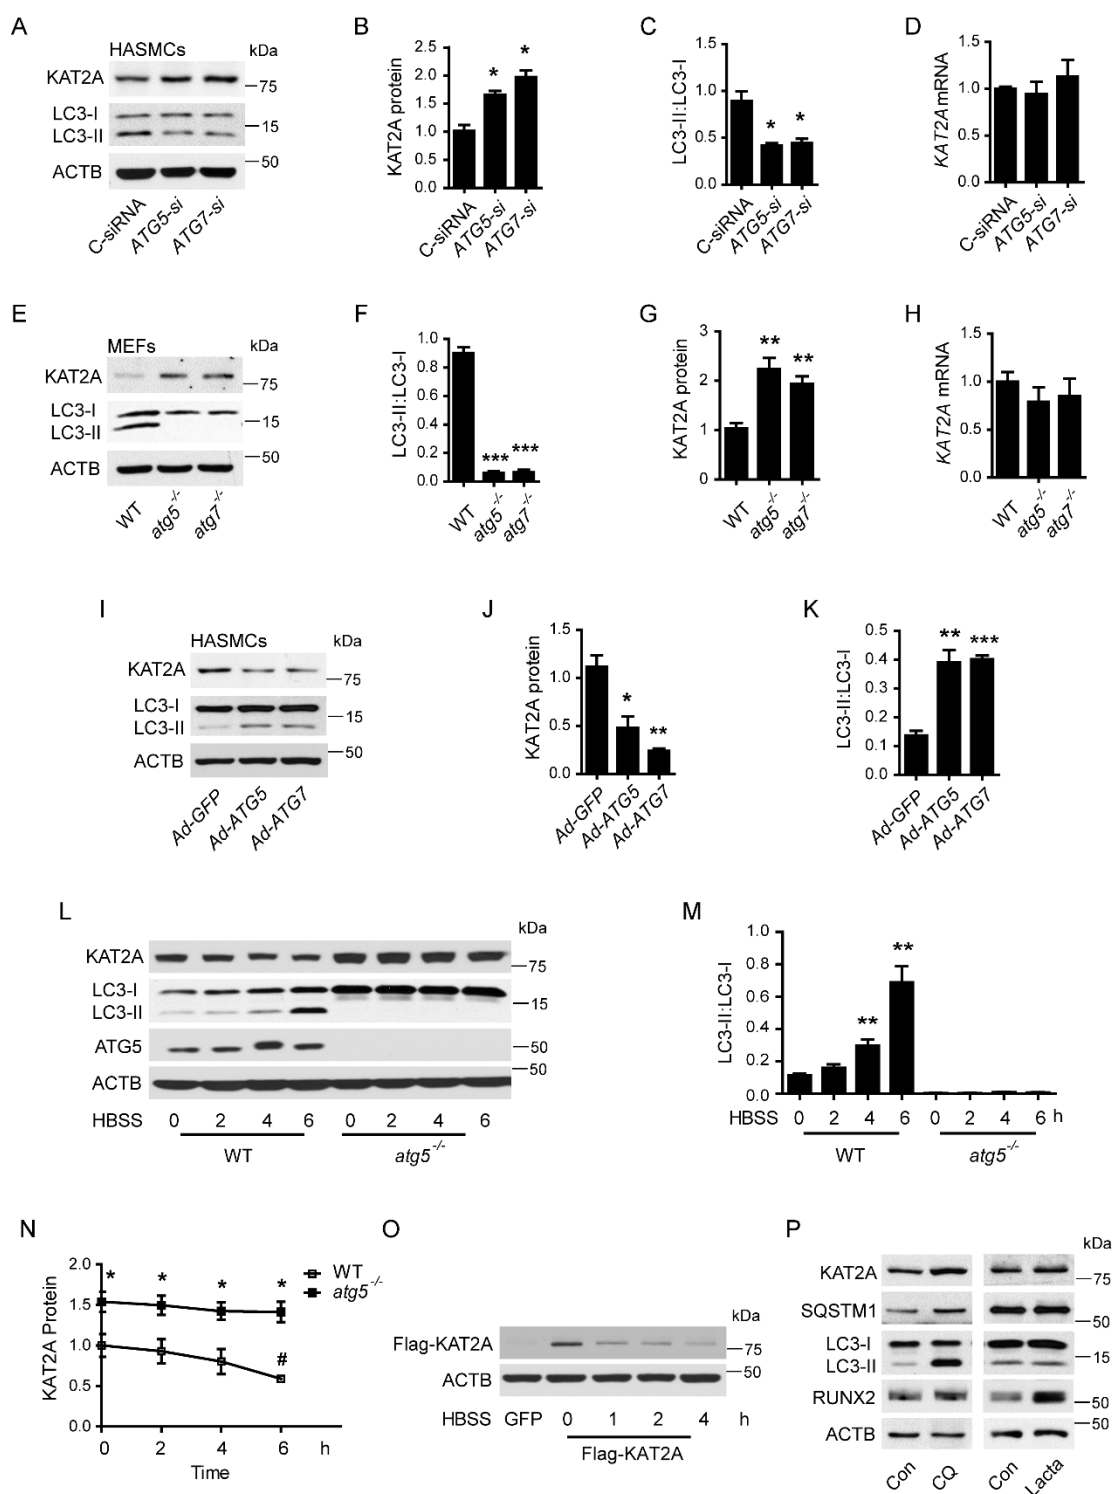 A
HASMCs
kDa
KAT2A
75
LC3-I
LC3-II
15
50
ACTB
C-siRNA
ATG5-si
ATG7-si
B
KAT2A protein
2.5
2.0
1.5
1.0
0.5
0.0
*
*
C-siRNA
ATG5-si
ATG7-si
C
LC3-II:LC3-I
1.5
1.0
0.5
0.0
*
*
C-siRNA
ATG5-si
ATG7-si
D
KAT2A mRNA
1.5
1.0
0.5
0.0
C-siRNA
ATG5-si
ATG7-si
E
MEFs
kDa
KAT2A
75
LC3-I
LC3-II
15
50
ACTB
WT
atg5-/-
atg7-/-
F
LC3-II:LC3-I
1.0
0.8
0.6
0.4
0.2
0.0
***
***
WT
atg5-/-
atg7-/-
G
KAT2A protein
3
2
1
0
**
**
WT
atg5-/-
atg7-/-
H
KAT2A mRNA
1.5
1.0
0.5
0.0
WT
atg5-/-
atg7-/-
I
HASMCs
kDa
KAT2A
75
LC3-I
LC3-II
15
50
ACTB
Ad-GFP
Ad-ATG5
Ad-ATG7
J
KAT2A protein
1.5
1.0
0.5
0.0
*
**
Ad-GFP
Ad-ATG5
Ad-ATG7
K
LC3-II:LC3-I
0.5
0.4
0.3
0.2
0.1
0.0
**
***
Ad-GFP
Ad-ATG5
Ad-ATG7
L
kDa
KAT2A
75
LC3-I
LC3-II
15
ATG5
50
50
ACTB
HBSS 0 2 4 6 0 2 4 6
WT
atg5-/-
M
LC3-II:LC3-I
1.0
0.8
0.6
0.4
0.2
0.0
**
**
HBSS 0 2 4 6 0 2 4 6 h
WT
atg5-/-
N
KAT2A Protein
2.0
1.5
1.0
0.5
0.0
* * * *
#
WT
atg5-/-
0 2 4 6 h
Time
O
kDa
Flag-KAT2A
75
50
ACTB
HBSS GFP 0 1 2 4 h
Flag-KAT2A
P
kDa
KAT2A
75
SQSTM1
50
LC3-I
LC3-II
15
RUNX2
50
50
ACTB
Con
CQ
Con
Lacta